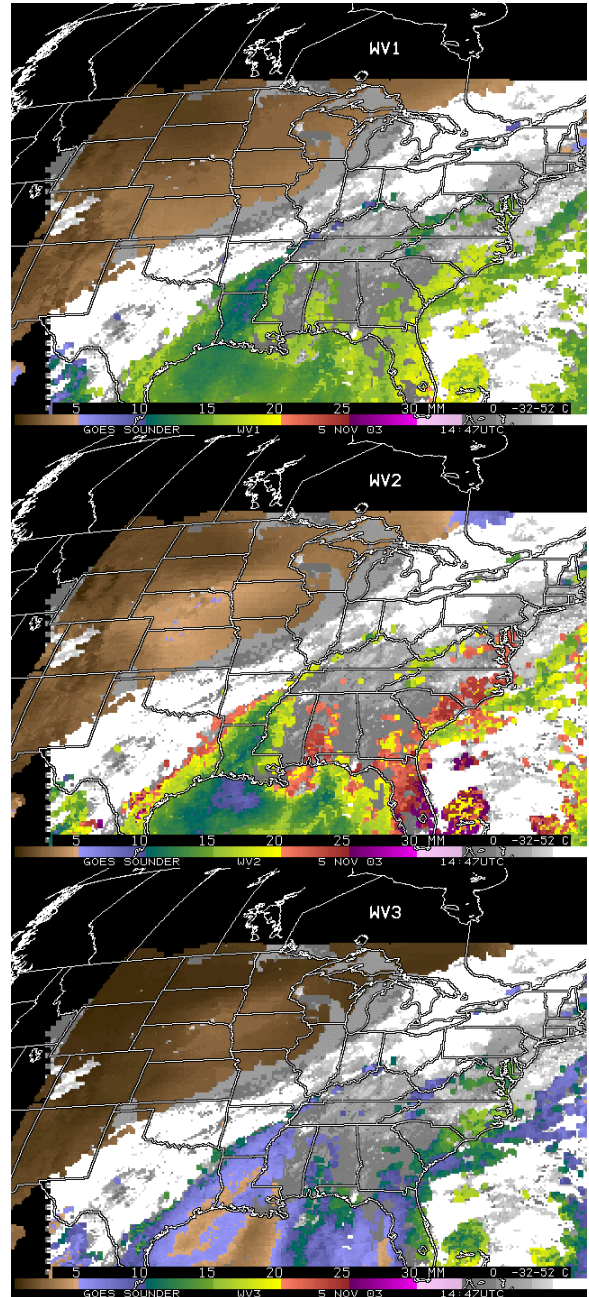 WV1
5 10 15 20 25 30 MM 0 -32-52 C
GOES SOUNDER WV1 5 NOV 03 14:47UTC
WV2
5 10 15 20 25 30 MM 0 -32-52 C
GOES SOUNDER WV2 5 NOV 03 14:47UTC
WV3
5 10 15 20 25 30 MM 0 -32-52 C
GOES SOUNDER WV3 5 NOV 03 14:47UTC